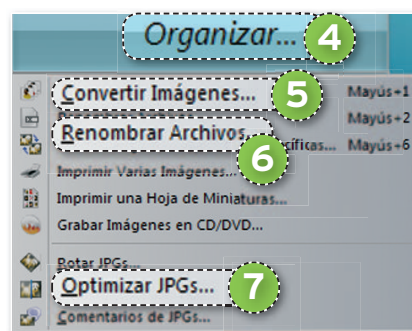 Organizar... 4
Convertir Imágenes... 5 Mayús+1
Mayús+2
Renombrar Archivos... 6 cíficas... Mayús+6
Imprimir Varias Imágenes...
Imprimir una Hoja de Miniaturas...
Grabar Imágenes en CD/DVD...
Rotar JPGs...
Optimizar JPGs... 7
Comentarios de JPGs...